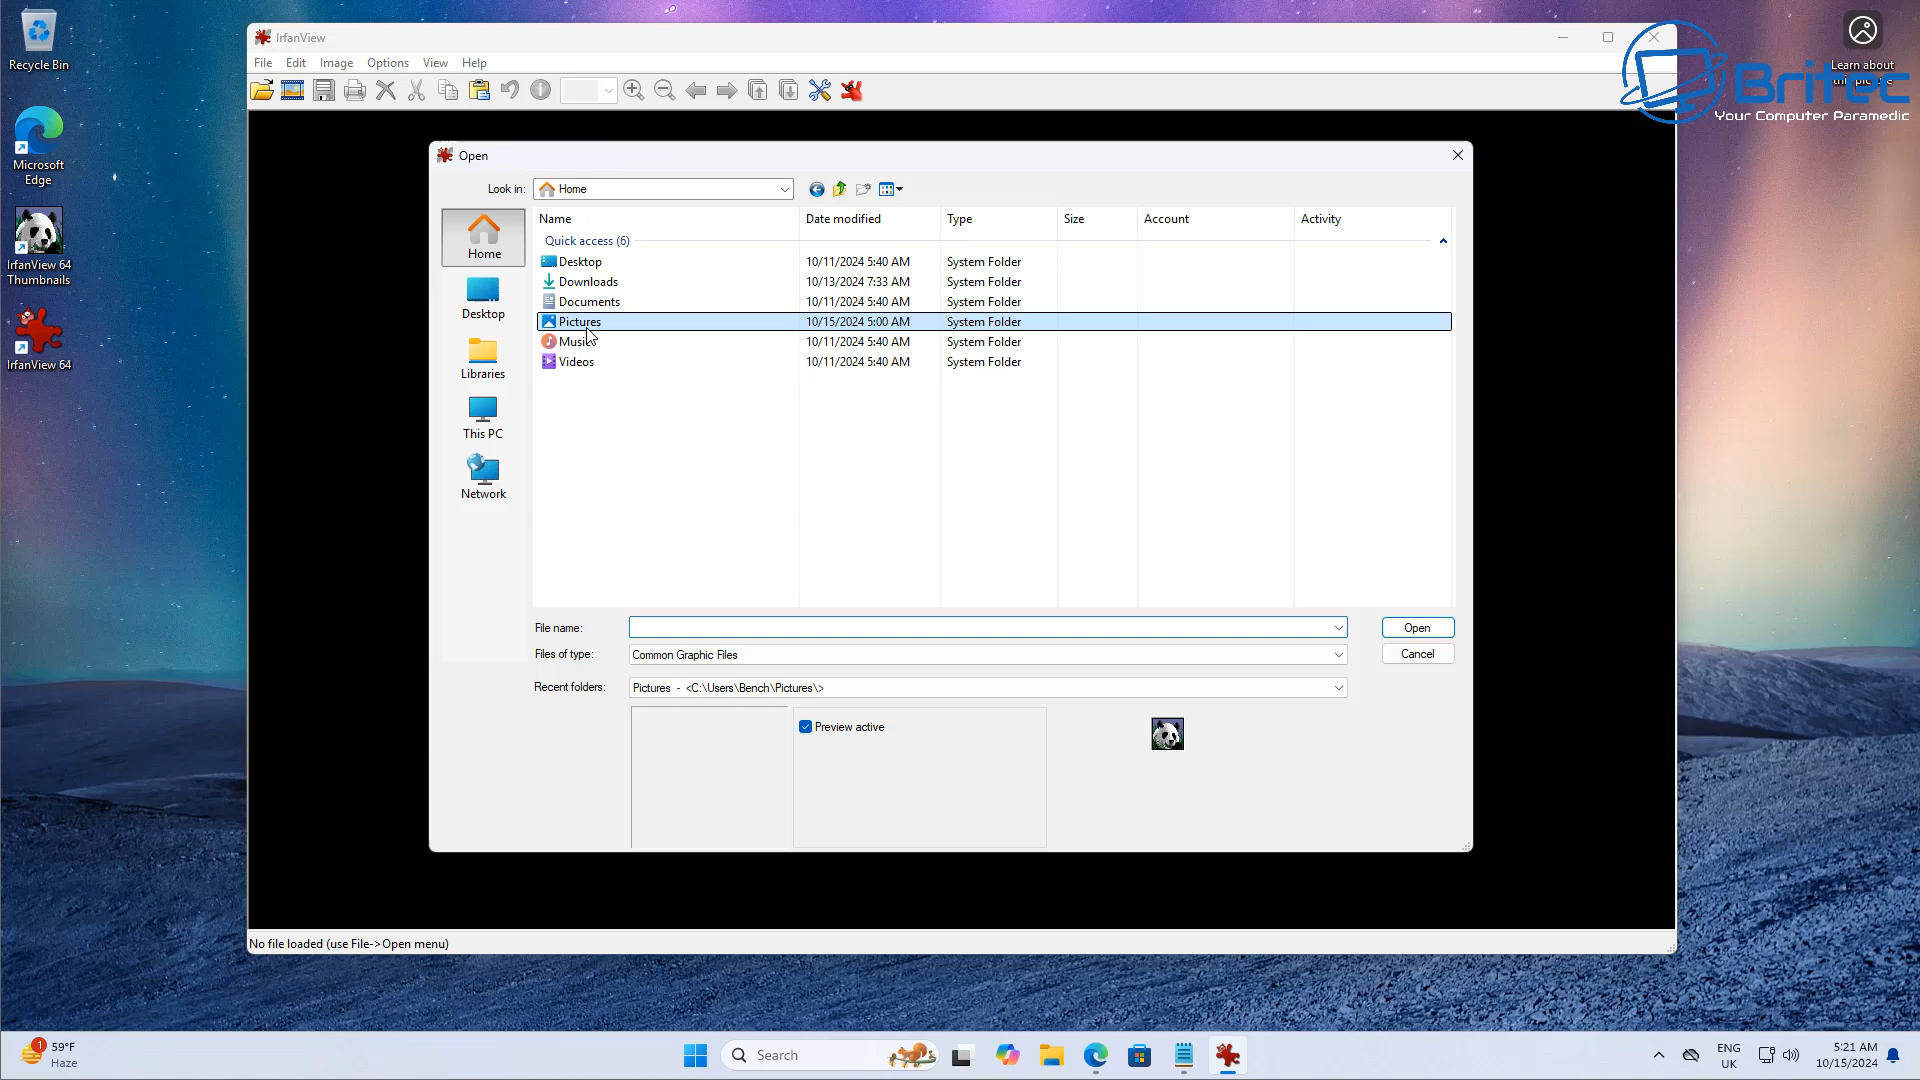 Recycle Bin
Microsoft
Edge
IrfanView 64
Thumbnails
IrfanView 64
IrfanView
File Edit Image Options View Help
Learn about
Britec
Your Computer Paramedic
Open
Look in: Home
Home
Desktop
Libraries
This PC
Network
Name Date modified Type Size Account Activity
Quick access (6)
Desktop 10/11/2024 5:40 AM System Folder
Downloads 10/13/2024 7:33 AM System Folder
Documents 10/11/2024 5:40 AM System Folder
Pictures 10/15/2024 5:00 AM System Folder
Music 10/11/2024 5:40 AM System Folder
Videos 10/11/2024 5:40 AM System Folder
File name: Open
Files of type: Common Graphic Files Cancel
Recent folders: Pictures - <C:\Users\Bench\Pictures\>
Preview active
No file loaded (use File->Open menu)
1
59°F
Haze
Search
ENG
UK
5:21 AM
10/15/2024